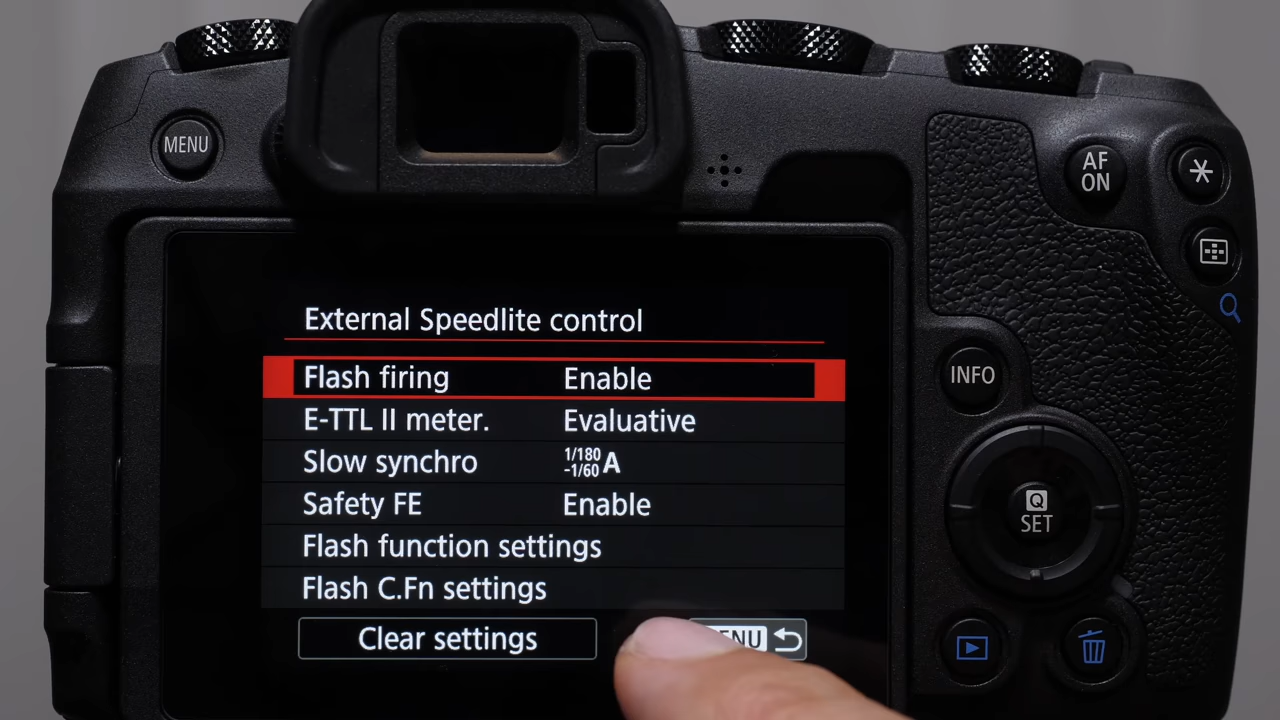 MENU
AF
ON
External Speedlite control
Flash firing Enable
E-TTL II meter. Evaluative
INFO
Slow synchro 1/180-1/60 A
Safety FE Enable
Q
SET
Flash function settings
Flash C.Fn settings
Clear settings